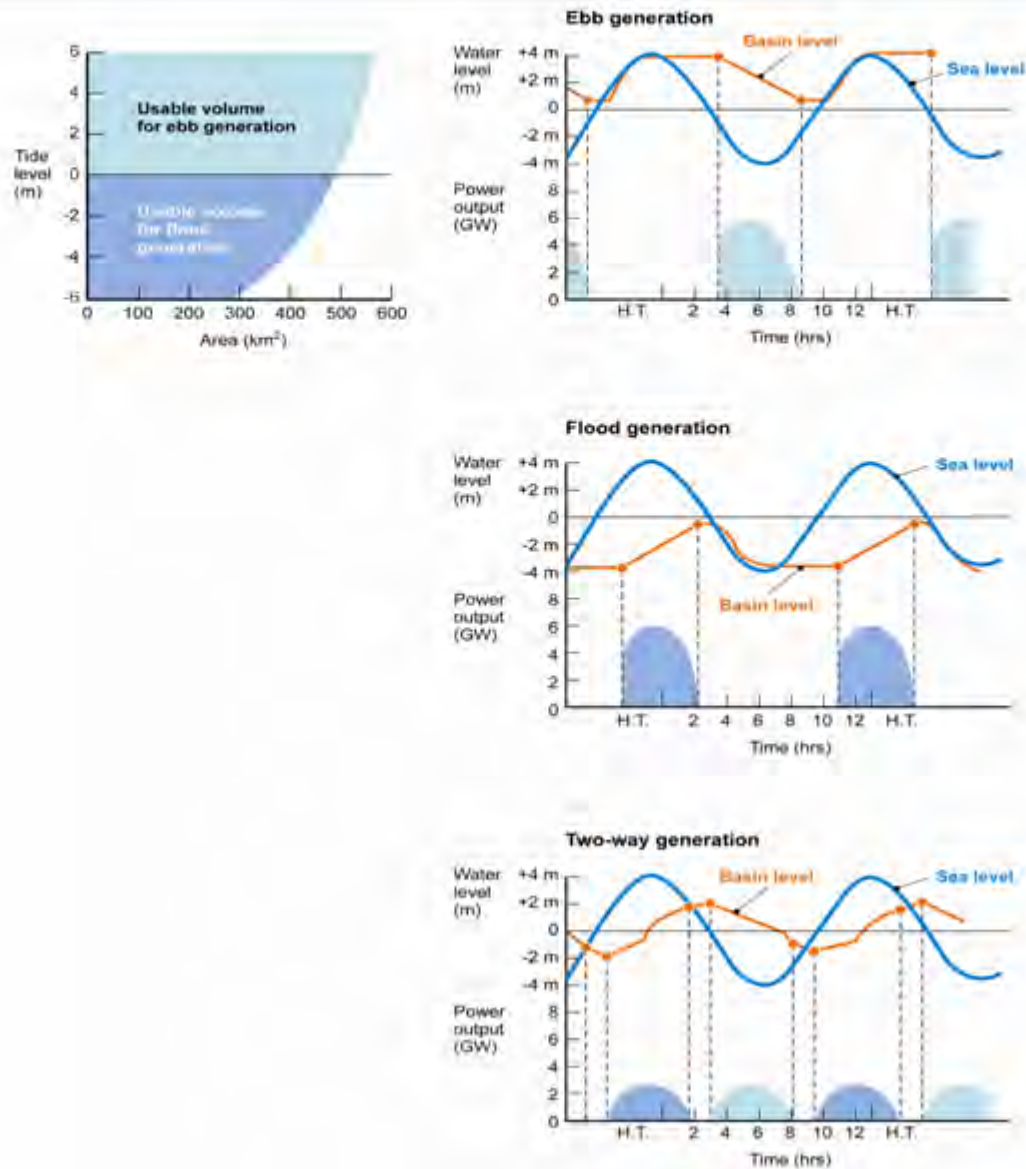 6
4
2
0
-2
-4
-6
Tide
level
(m)
Usable volume
for ebb generation
Usable volume
for flood
generation
0 100 200 300 400 500 600
Area (km²)
Ebb generation
Water
level
(m)
+4 m
+2 m
0
-2 m
-4 m
Basin level
Sea level
Power
output
(GW)
8
6
4
2
0
H.T. 2 4 6 8 10 12 H.T.
Time (hrs)
Flood generation
Water
level
(m)
+4 m
+2 m
0
-2 m
-4 m
Sea level
Basin level
Power
output
(GW)
8
6
4
2
0
H.T. 2 4 6 8 10 12 H.T.
Time (hrs)
Two-way generation
Water
level
(m)
+4 m
+2 m
0
-2 m
-4 m
Basin level
Sea level
Power
output
(GW)
8
6
4
2
0
H.T. 2 4 6 8 10 12 H.T.
Time (hrs)